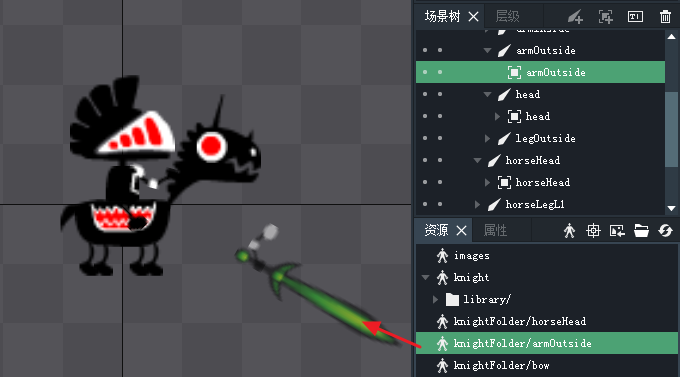 场景树 层级
armInside
armOutside
armOutside
head
head
legOutside
horseHead
horseHead
horseLegL1
资源 属性
images
knight
library/
knightFolder/horseHead
knightFolder/armOutside
knightFolder/bow